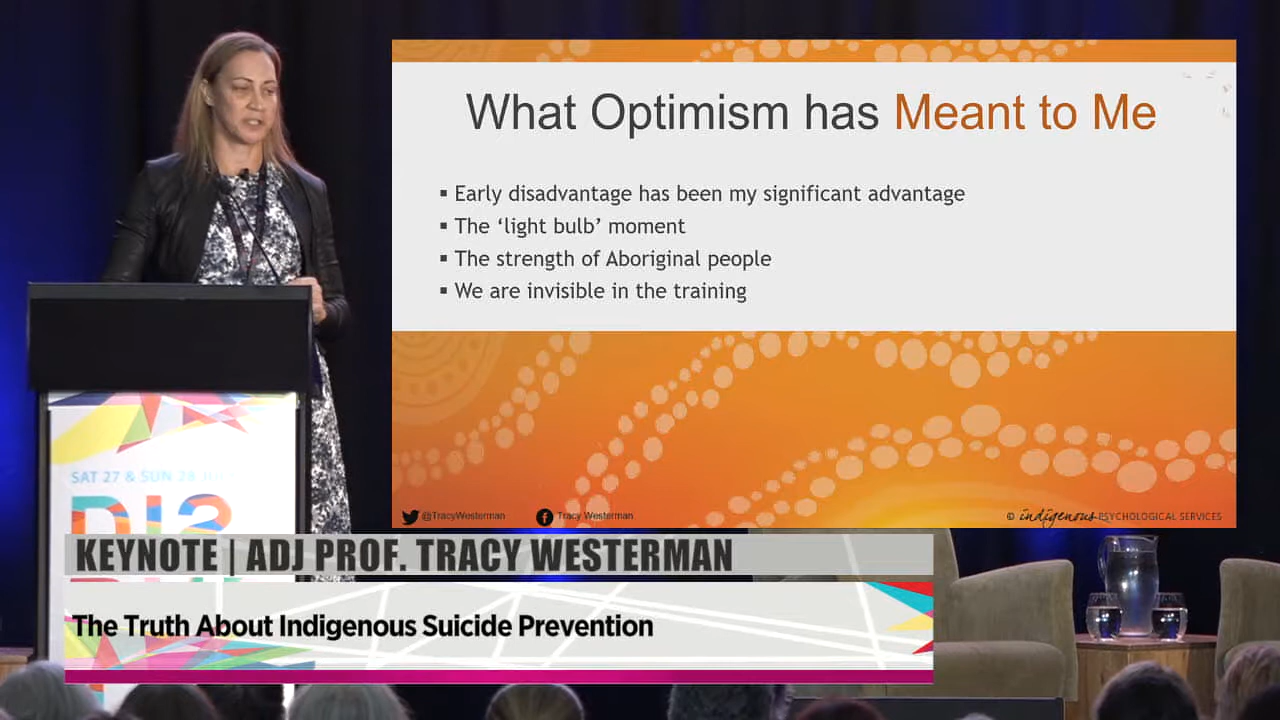 What Optimism has Meant to Me
▪ Early disadvantage has been my significant advantage
▪ The ‘light bulb’ moment
▪ The strength of Aboriginal people
▪ We are invisible in the training
@TracyWesterman
Tracy Westerman
© indigenous PSYCHOLOGICAL SERVICES
SAT 27 & SUN 28
KEYNOTE | ADJ PROF. TRACY WESTERMAN
The Truth About Indigenous Suicide Prevention